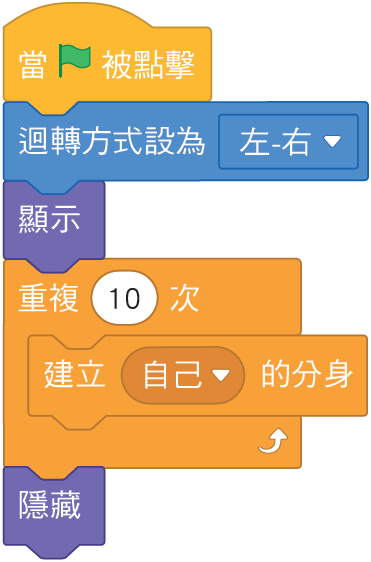 當 被點擊
迴轉方式設為 左-右
顯示
重複 10 次
建立 自己 的分身
隱藏